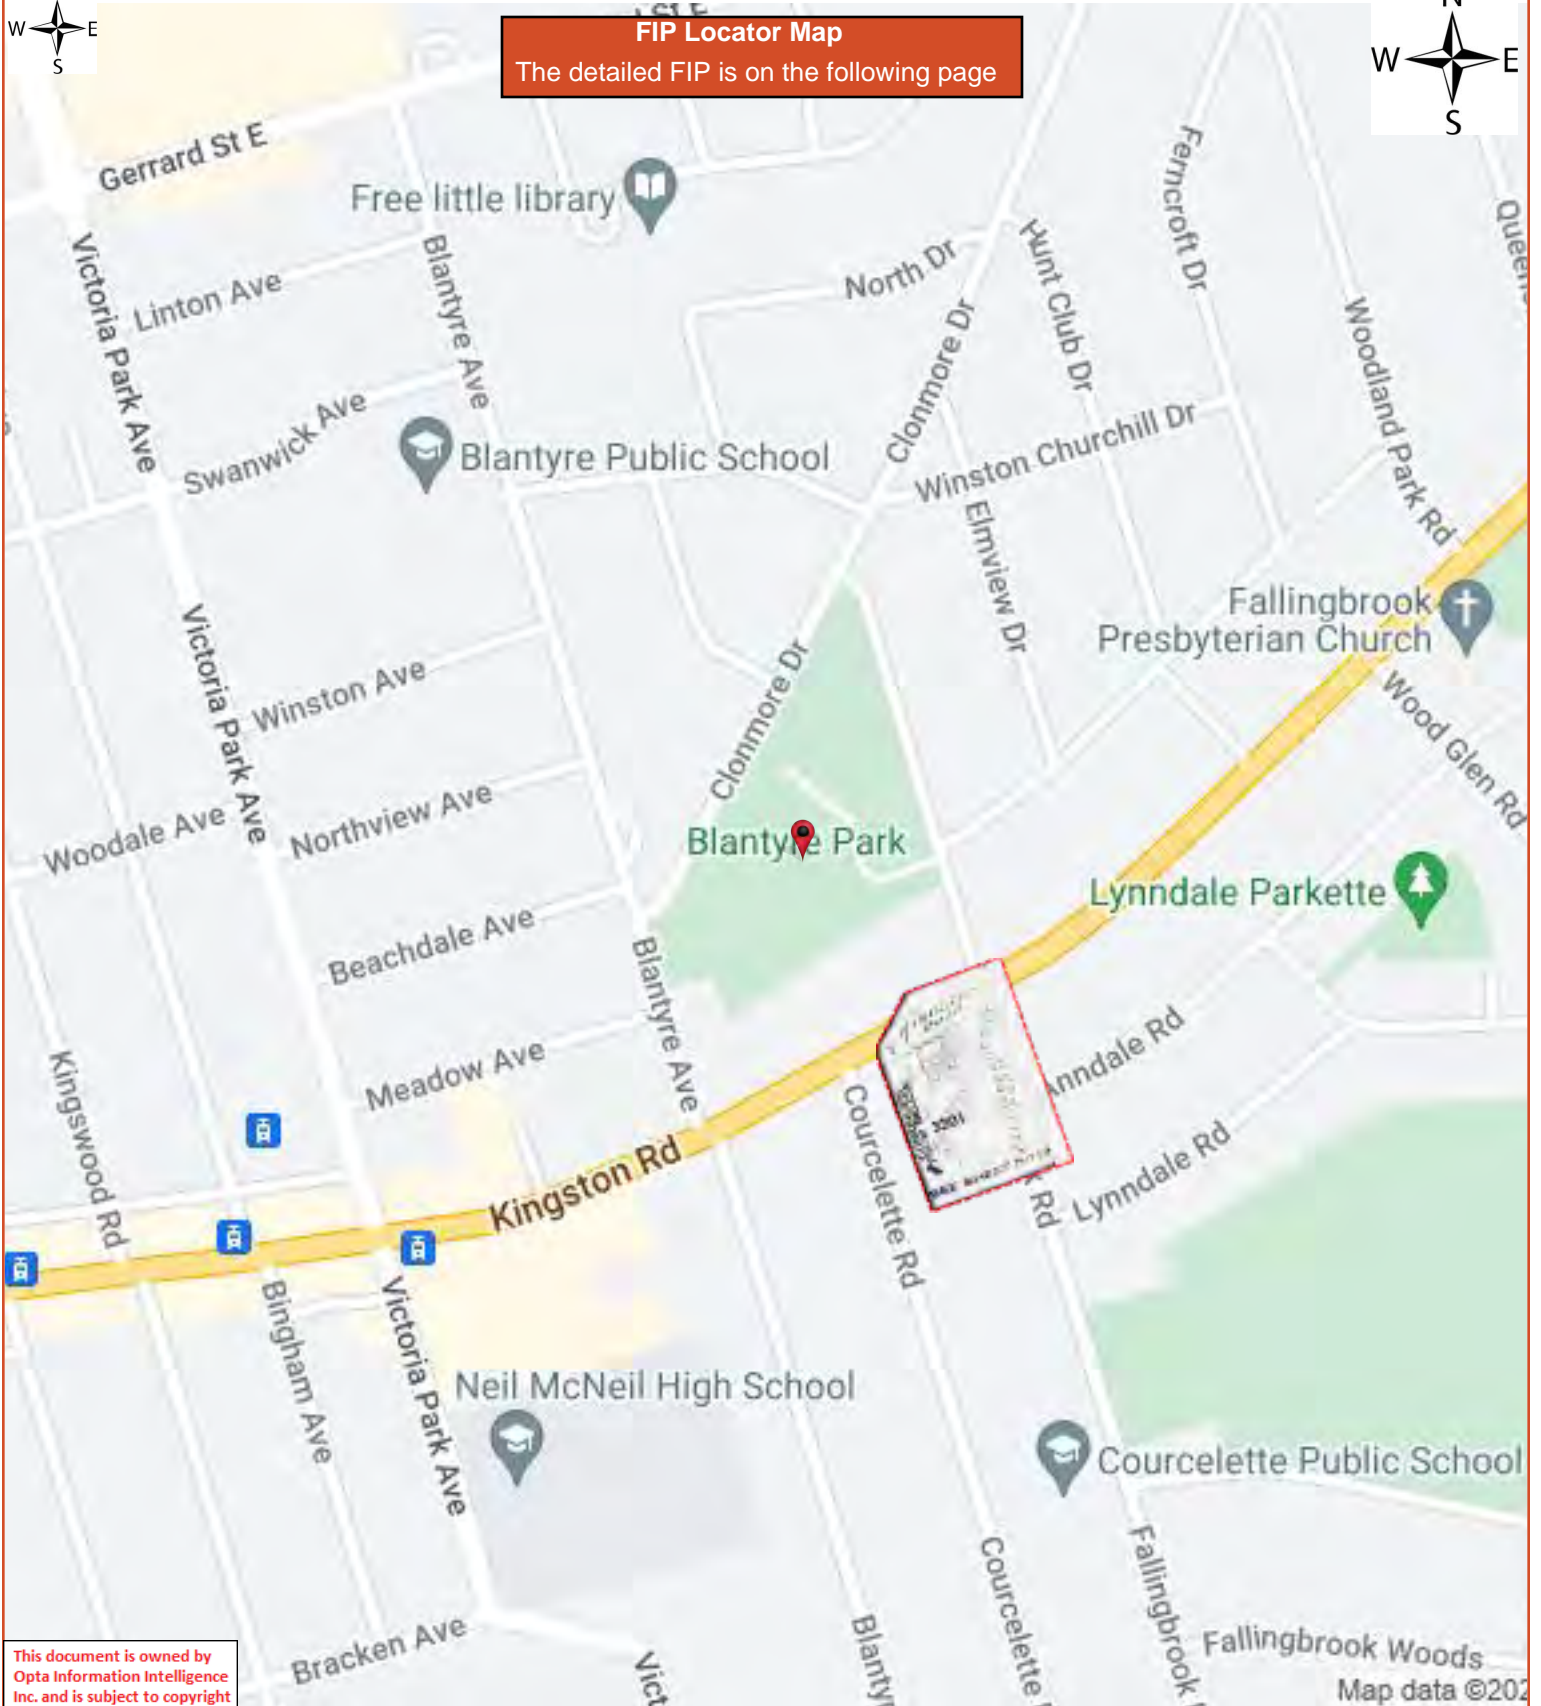 W E
S
FIP Locator Map
The detailed FIP is on the following page
N
W E
S
Gerrard St E
Free little library
Victoria Park Ave
Linton Ave
Blantyre Ave
North Dr
Hunt Club Dr
Ferncroft Dr
Clonmore Dr
Woodland Park Rd
Swanwick Ave
Blantyre Public School
Winston Churchill Dr
Elmview Dr
Fallingbrook
Presbyterian Church
Victoria Park Ave
Winston Ave
Clonmore Dr
Wood Glen Rd
Woodale Ave
Northview Ave
Blantyre Park
Lynndale Parkette
Beachdale Ave
Blantyre Ave
Meadow Ave
Kingswood Rd
Kingston Rd
Courcelette Rd
3301
nndale Rd
Rd
Lynndale Rd
Bingham Ave
Victoria Park Ave
Neil McNeil High School
Courcelette Public School
Courcelette
Fallingbrook
Bracken Ave
Vict
Blanty
Fallingbrook Woods
Map data ©202
This document is owned by
Opta Information Intelligence
Inc. and is subject to copyright